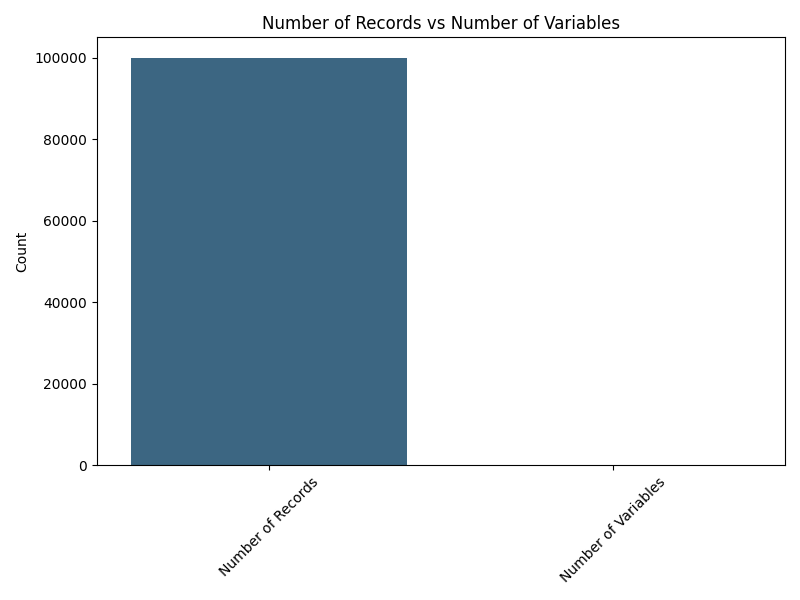 Number of Records vs Number of Variables
100000
80000
60000
40000
20000
0
Count
Number of Records
Number of Variables